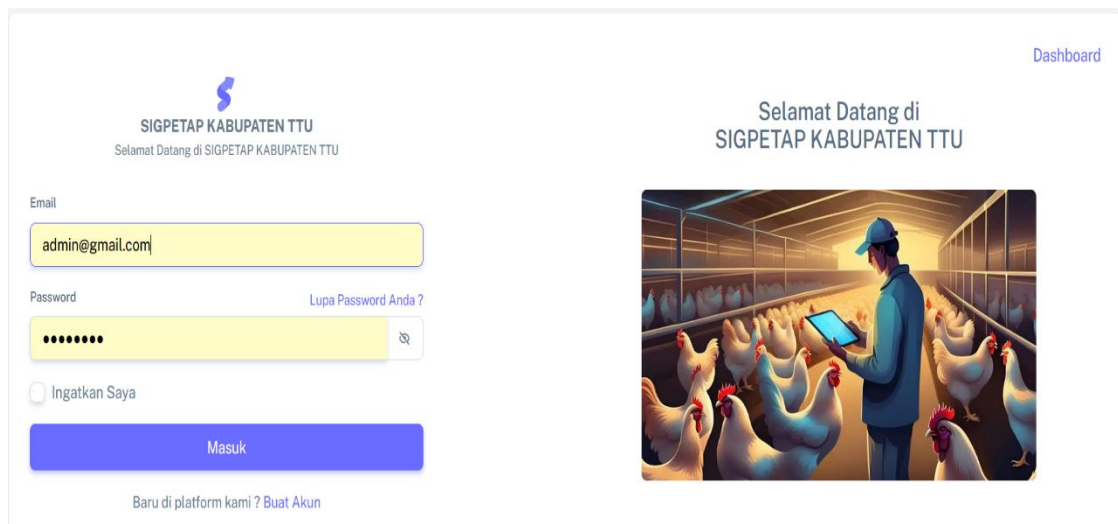 Dashboard
SIGPETAP KABUPATEN TTU
Selamat Datang di SIGPETAP KABUPATEN TTU
Email
admin@gmail.com
Password
Lupa Password Anda ?
Ingatkan Saya
Masuk
Baru di platform kami ? Buat Akun
Selamat Datang di
SIGPETAP KABUPATEN TTU